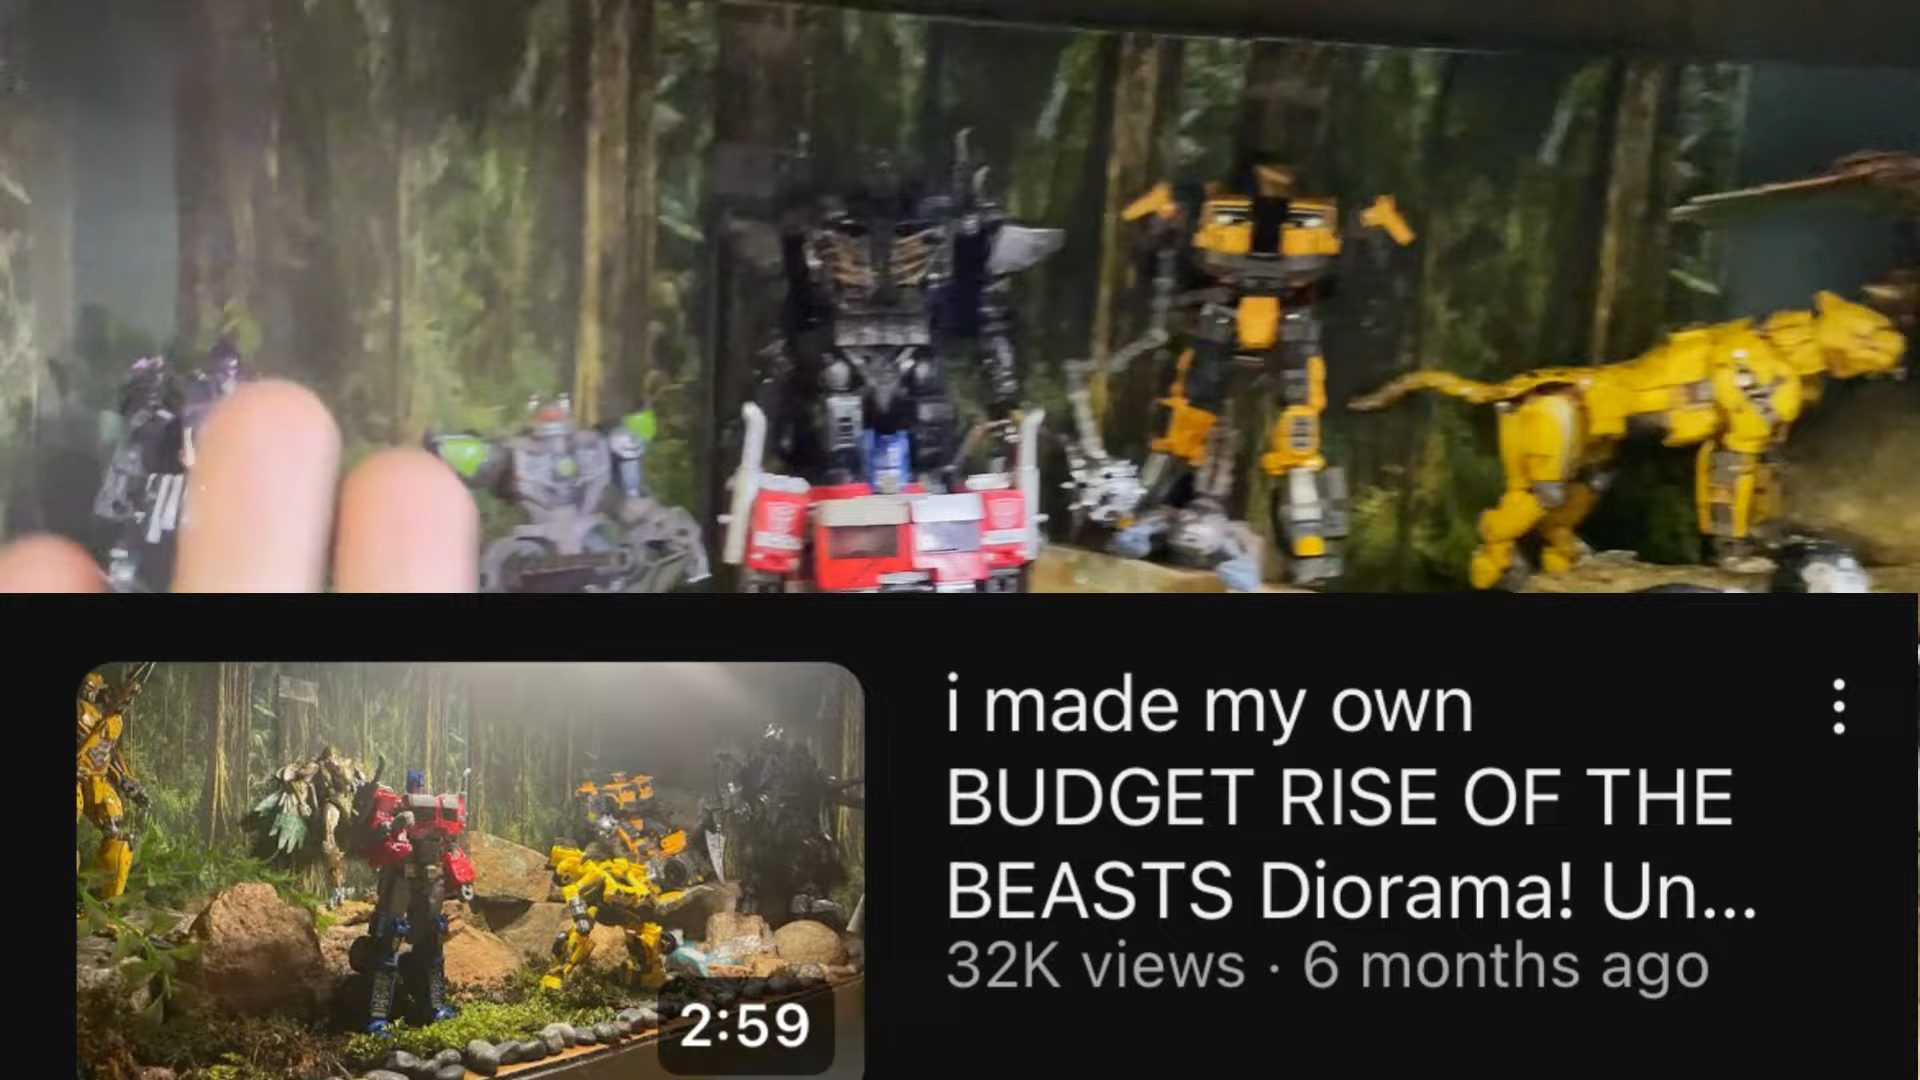 i made my own
BUDGET RISE OF THE
BEASTS Diorama! Un...
32K views · 6 months ago
2:59